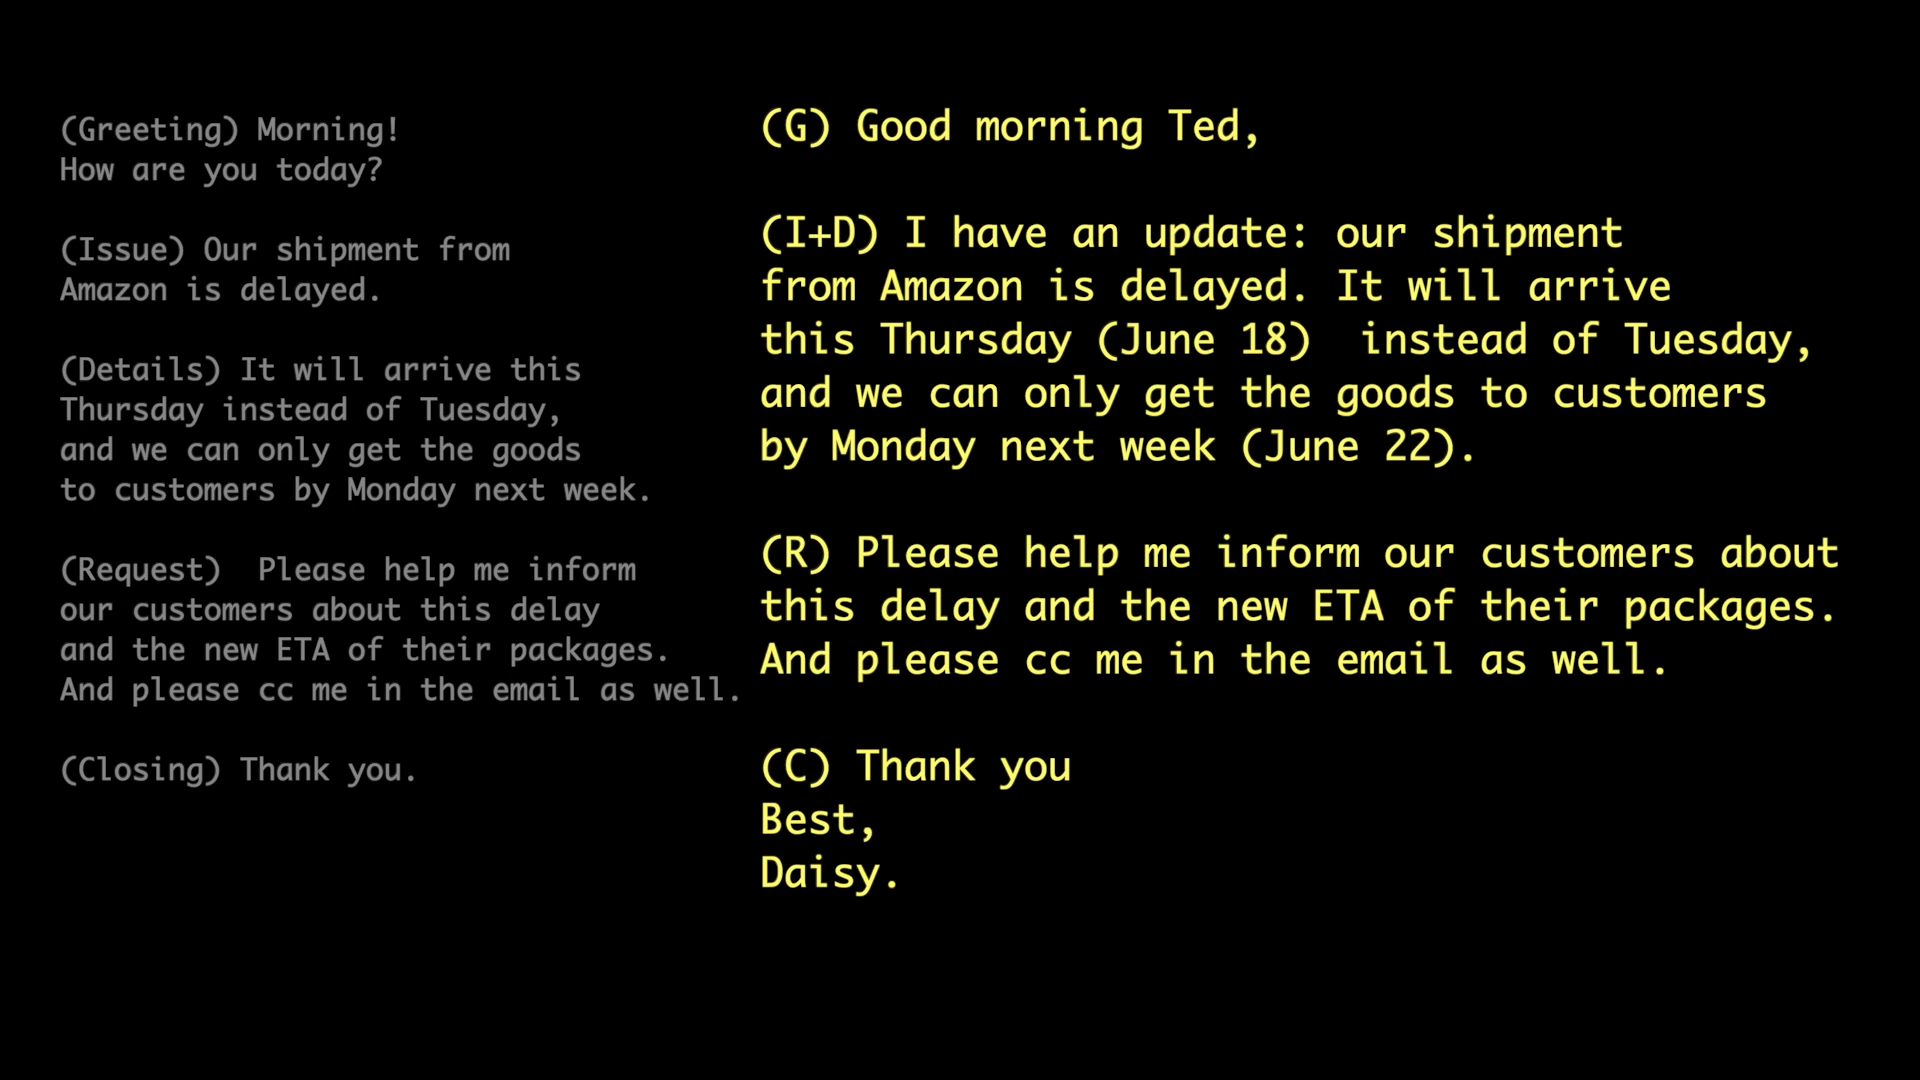 (Greeting) Morning!
How are you today?
(Issue) Our shipment from
Amazon is delayed.
(Details) It will arrive this
Thursday instead of Tuesday,
and we can only get the goods
to customers by Monday next week.
(Request)  Please help me inform
our customers about this delay
and the new ETA of their packages.
And please cc me in the email as well.
(Closing) Thank you.
(G) Good morning Ted,
(I+D) I have an update: our shipment
from Amazon is delayed. It will arrive
this Thursday (June 18)  instead of Tuesday,
and we can only get the goods to customers
by Monday next week (June 22).
(R) Please help me inform our customers about
this delay and the new ETA of their packages.
And please cc me in the email as well.
(C) Thank you
Best,
Daisy.